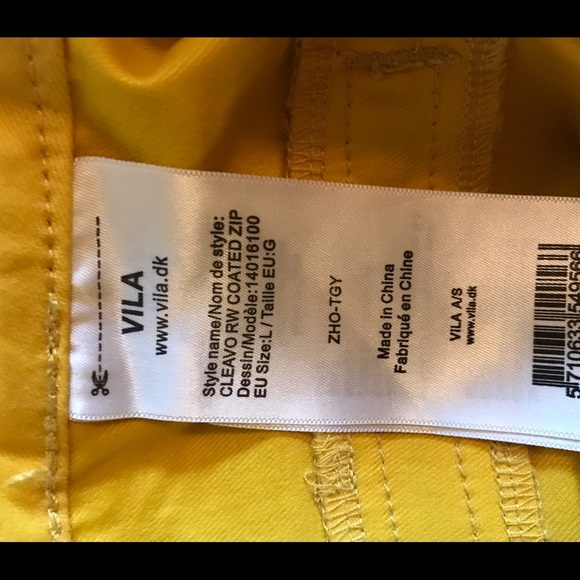 VILA
www.vila.dk
Style name/Nom de style:
CLEAVO RW COATED ZIP
Dessin/Modèle:14016100
EU Size:L / Taille EU:G
ZHO-TGY
Made in China
Fabriqué en Chine
VILA A/S
www.vila.dk